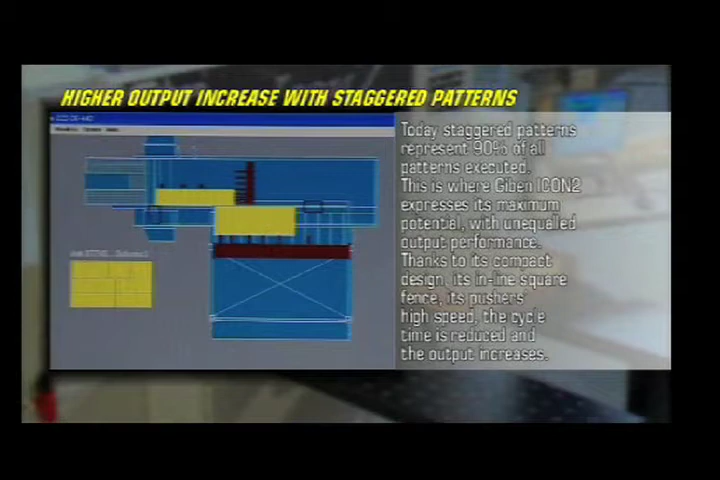 HIGHER OUTPUT INCREASE WITH STAGGERED PATTERNS
Today staggered patterns
represent 90% of all
patterns executed.
This is where Giben ICON2
expresses its maximum
potential, with unequalled
output performance.
Thanks to its compact
design, its in-line square
fence, its pushers'
high speed, the cycle
time is reduced and
the output increases.